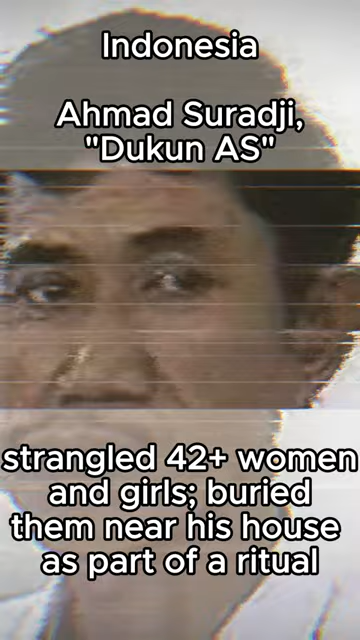 Indonesia
Ahmad Suradji,
"Dukun AS"
strangled 42+ women
and girls; buried
them near his house
as part of a ritual